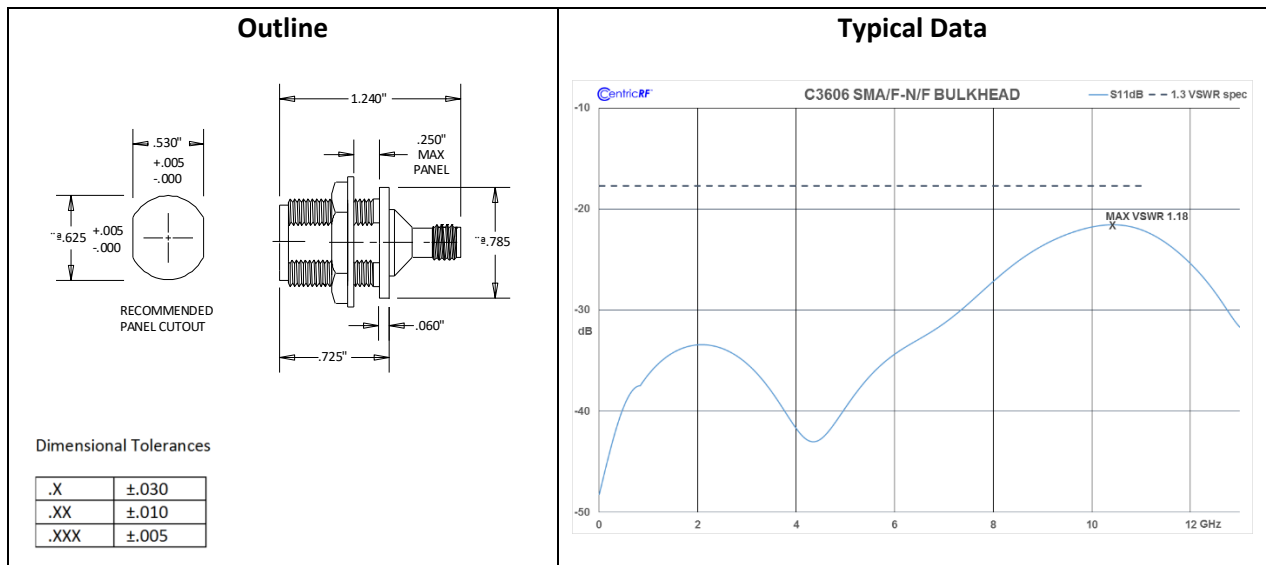 Outline
1.240"
.530"
+.005
-.000
.250"
MAX
PANEL
¨ª.625
+.005
-.000
¨ª.785
RECOMMENDED
PANEL CUTOUT
.060"
.725"
Dimensional Tolerances
.X ±.030
.XX ±.010
.XXX ±.005
Typical Data
CentricRF™
C3606 SMA/F-N/F BULKHEAD
S11dB
1.3 VSWR spec
-10
-20
MAX VSWR 1.18
X
-30
dB
-40
-50
0 2 4 6 8 10 12 GHz